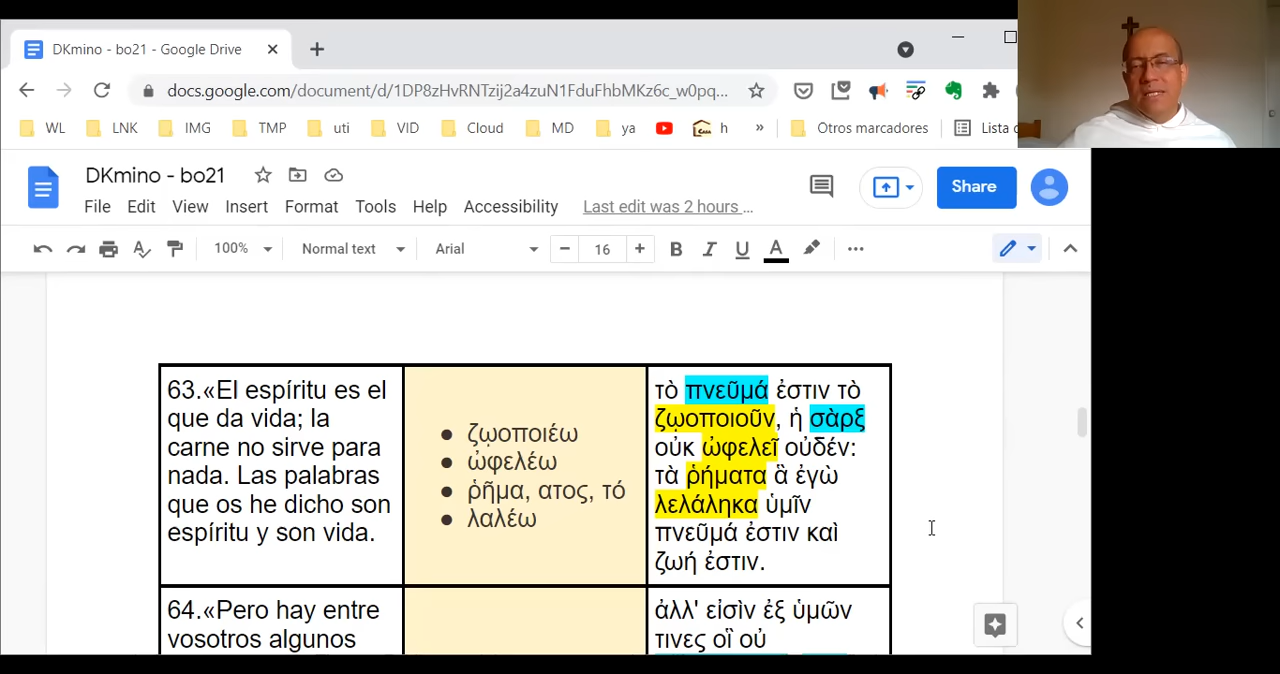 DKmino - bo21 - Google Drive
docs.google.com/document/d/1DP8zHvRNTzij2a4zuN1FduFhbMKz6c_w0pq...
WL LNK IMG TMP uti VID Cloud MD ya h » Otros marcadores Lista
DKmino - bo21
File Edit View Insert Format Tools Help Accessibility Last edit was 2 hours ...
Share
100% Normal text Arial 16 B I U A
63.«El espíritu es el
que da vida; la
carne no sirve para
nada. Las palabras
que os he dicho son
espíritu y son vida.
● ζῳοποιέω
● ὠφελέω
● ῥῆμα, ατος, τό
● λαλέω
τὸ πνεῦμά ἐστιν τὸ
ζῳοποιοῦν, ἡ σὰρξ
οὐκ ὠφελεῖ οὐδέν:
τὰ ῥήματα ἃ ἐγὼ
λελάληκα ὑμῖν
πνεῦμά ἐστιν καὶ
ζωή ἐστιν.
64.«Pero hay entre
vosotros algunos
ἀλλ' εἰσὶν ἐξ ὑμῶν
τινες οἳ οὐ